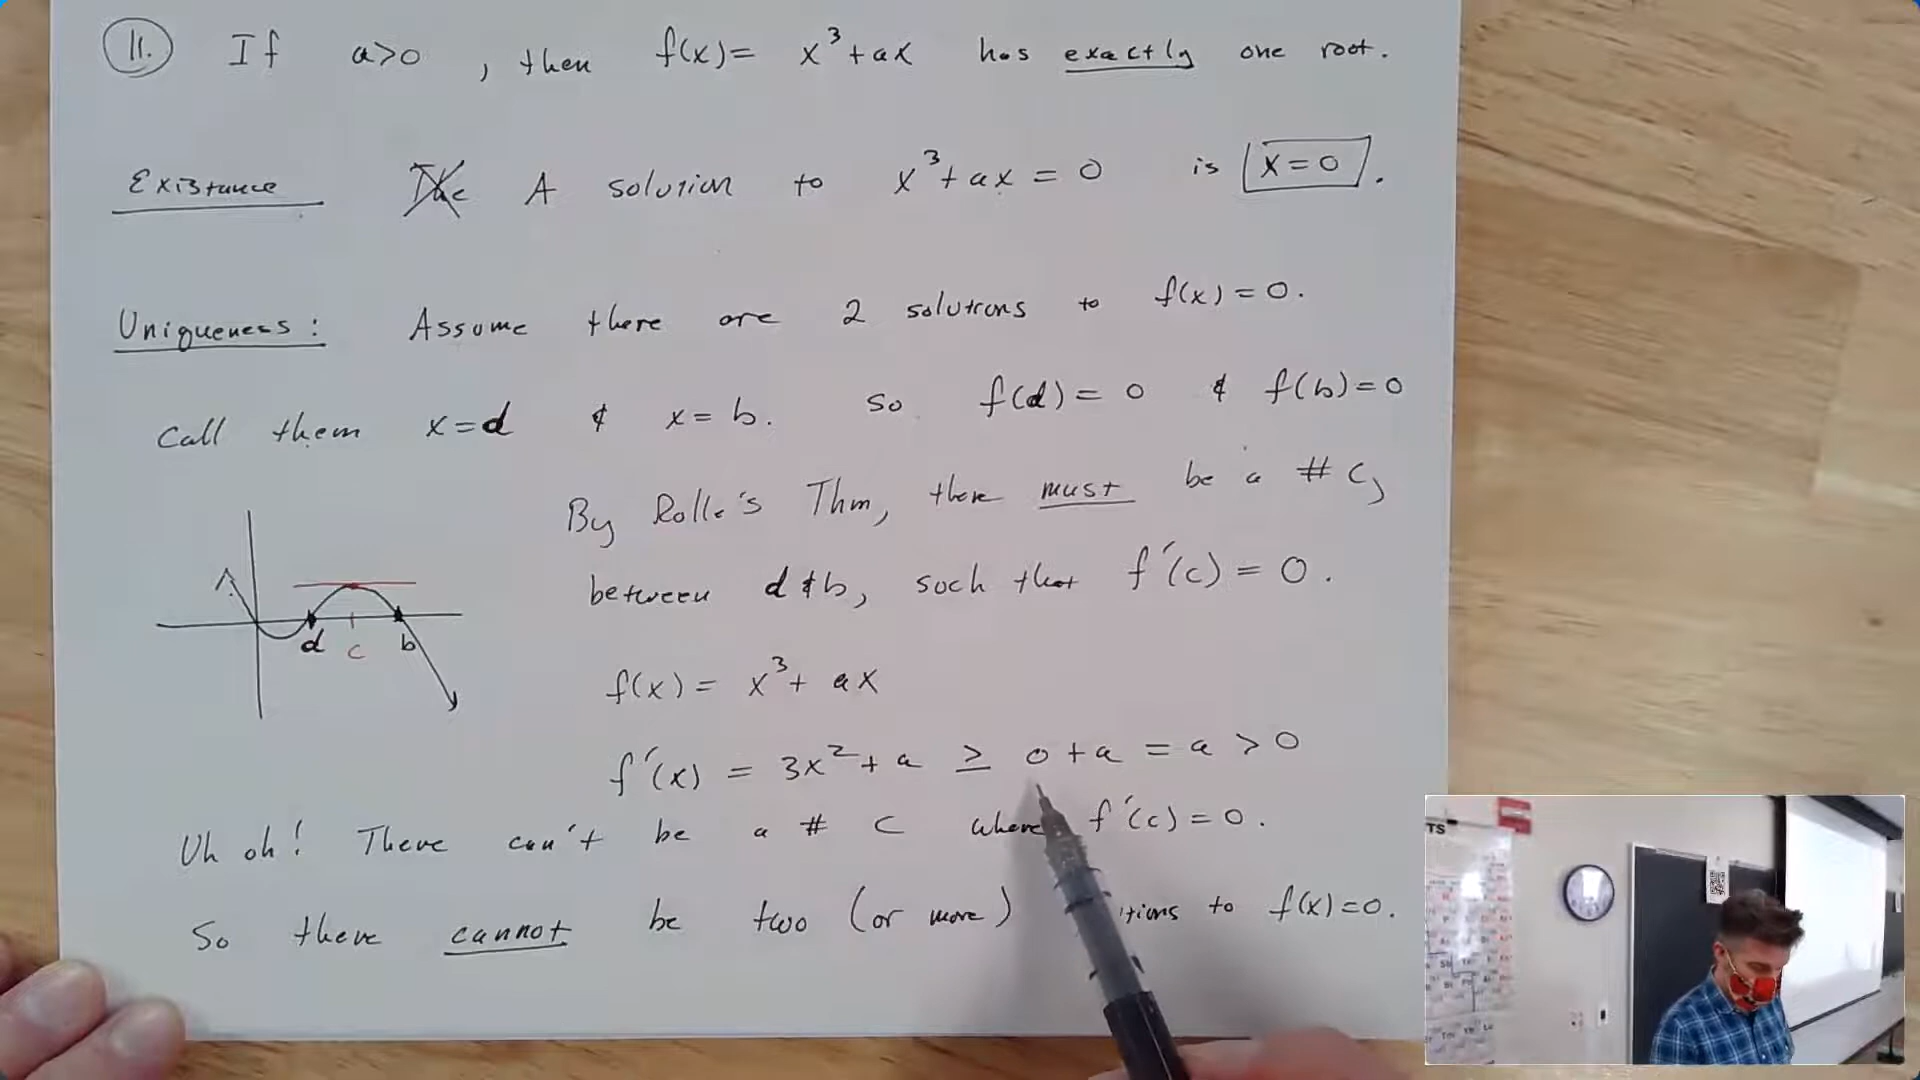 11. If a>0, then f(x)= x³+ax has exactly one root.
Existance The A solution to x³+ax = 0 is x=0.
Uniqueness: Assume there are 2 solutions to f(x)=0.
Call them x=d & x=b. So f(d)=0 & f(b)=0
By Rolle's Thm, there must be a # c,
between d & b, such that f'(c) = 0.
d c b
f(x) = x³+ ax
f'(x) = 3x²+a ≥ 0+a = a > 0
Uh oh! There can't be a # c where f'(c)=0.
So there cannot be two (or more) to f(x)=0.
TS